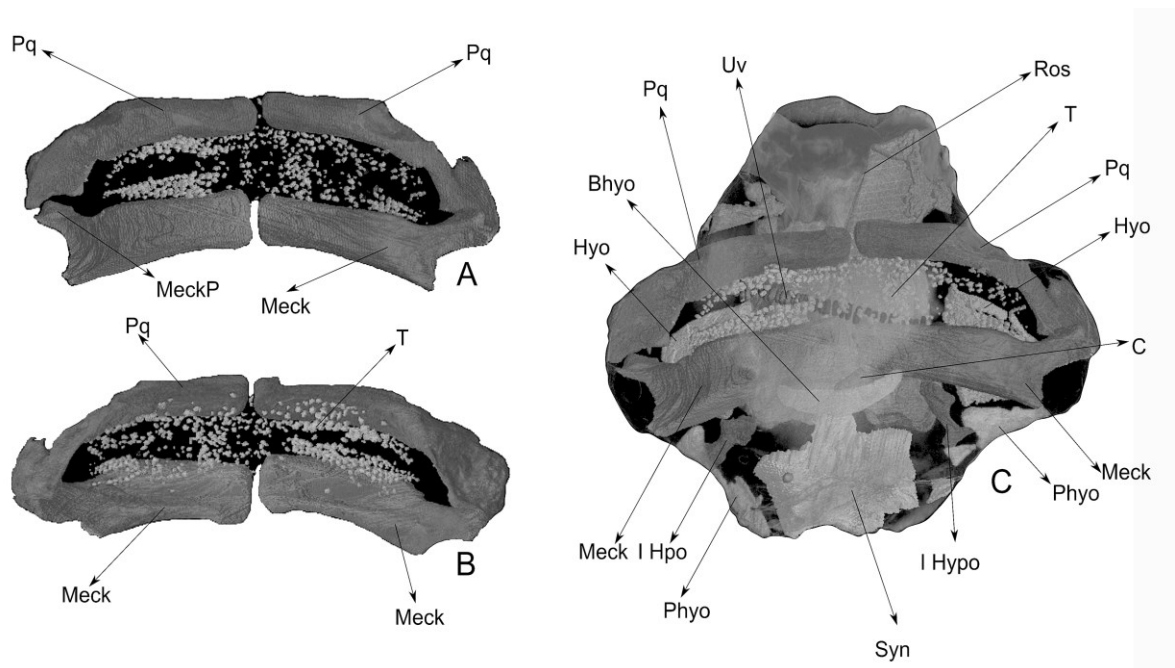 Pq
Pq
A
MeckP
Meck
Pq
T
B
Meck
Meck
Uv
Ros
Pq
T
Bhyo
Pq
Hyo
Hyo
C
C
Meck
Phyo
Meck
I Hpo
I Hypo
Phyo
Syn